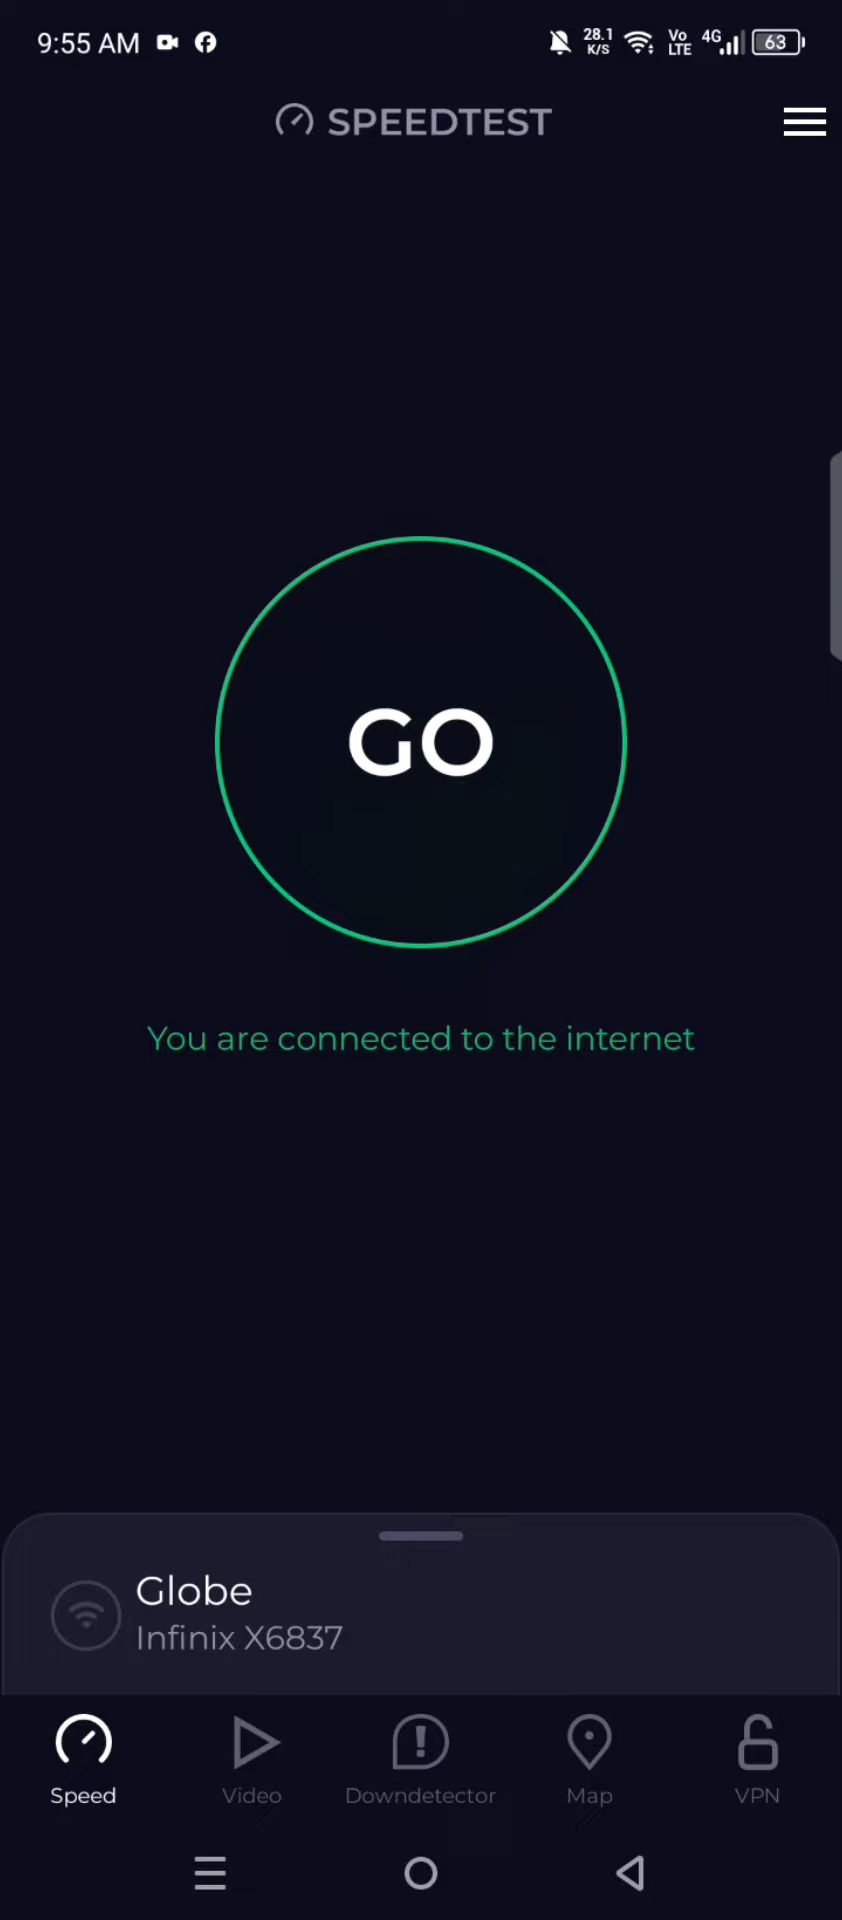 9:55 AM 28.1 K/S Vo LTE 4G 63
SPEEDTEST
GO
You are connected to the internet
Globe
Infinix X6837
Speed Video Downdetector Map VPN